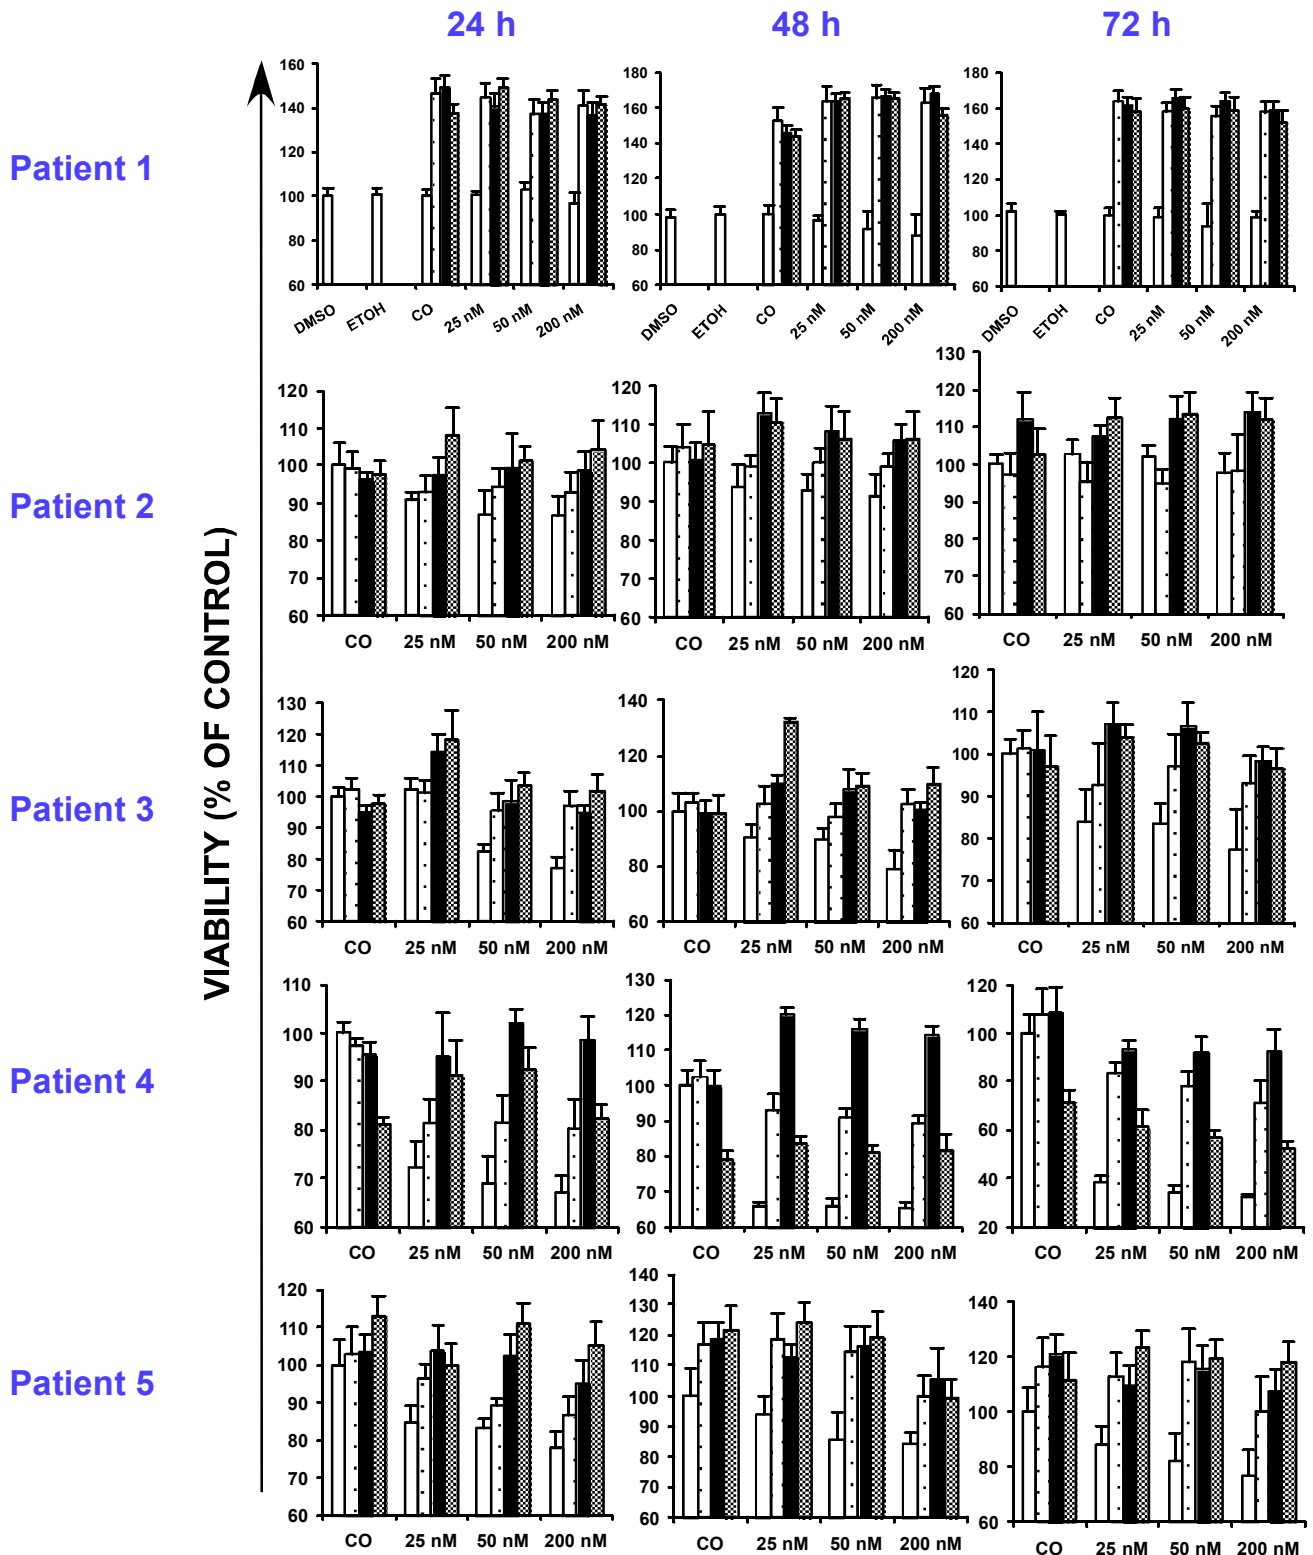 24 h 48 h 72 h
Patient 1
160 180 180
140 160 160
120 140 140
100 120 120
80 100 100
60 80 80
60 60
DMSO ETOH CO 25 nM 50 nM 200 nM DMSO ETOH CO 25 nM 50 nM 200 nM DMSO ETOH CO 25 nM 50 nM 200 nM
Patient 2
120 120 130
110 110 120
100 100 110
90 90 100
80 80 90
70 70 80
60 60 70
60
CO 25 nM 50 nM 200 nM CO 25 nM 50 nM 200 nM CO 25 nM 50 nM 200 nM
VIABILITY (% OF CONTROL)
Patient 3
130 140 120
120 120 110
110 100 100
100 80 90
90 60 80
80 70
70 60
60
CO 25 nM 50 nM 200 nM CO 25 nM 50 nM 200 nM CO 25 nM 50 nM 200 nM
Patient 4
110 130 120
100 120 100
90 110 80
80 100 60
70 90 40
60 80 20
70
60
CO 25 nM 50 nM 200 nM CO 25 nM 50 nM 200 nM CO 25 nM 50 nM 200 nM
Patient 5
120 140 140
110 130 120
100 120 100
90 110 80
80 100 60
70 90
60 80
70
60
CO 25 nM 50 nM 200 nM CO 25 nM 50 nM 200 nM CO 25 nM 50 nM 200 nM